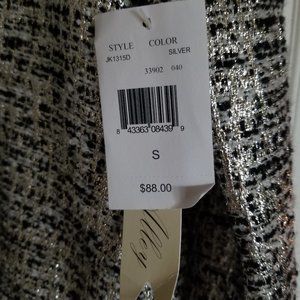 STYLE COLOR
JK1315D SILVER
33902 040
8 43363 08439 9
S
$88.00